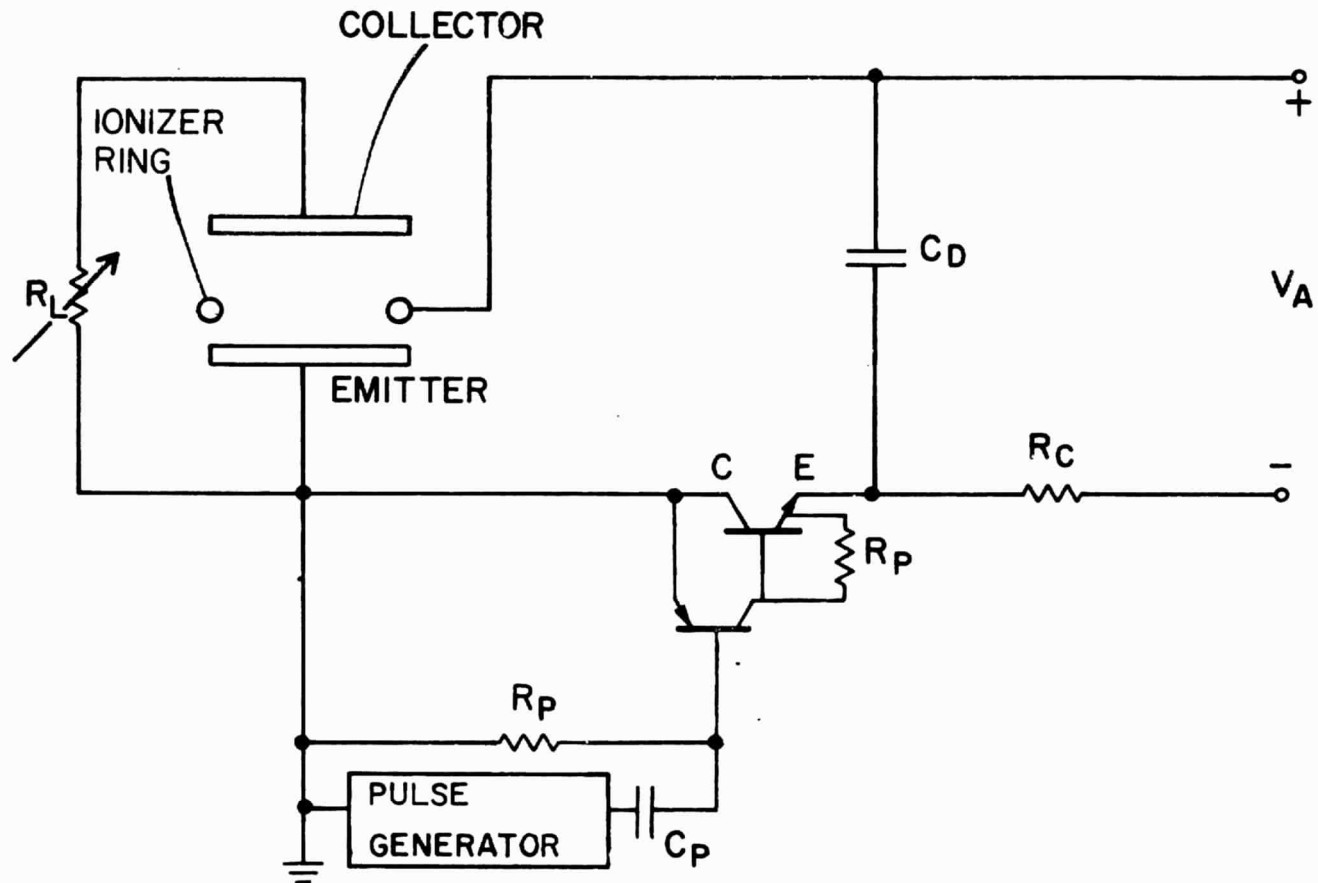 COLLECTOR
IONIZER
RING
+
R_L
C_D
V_A
EMITTER
C
E
R_C
-
R_P
R_P
PULSE
GENERATOR
C_P